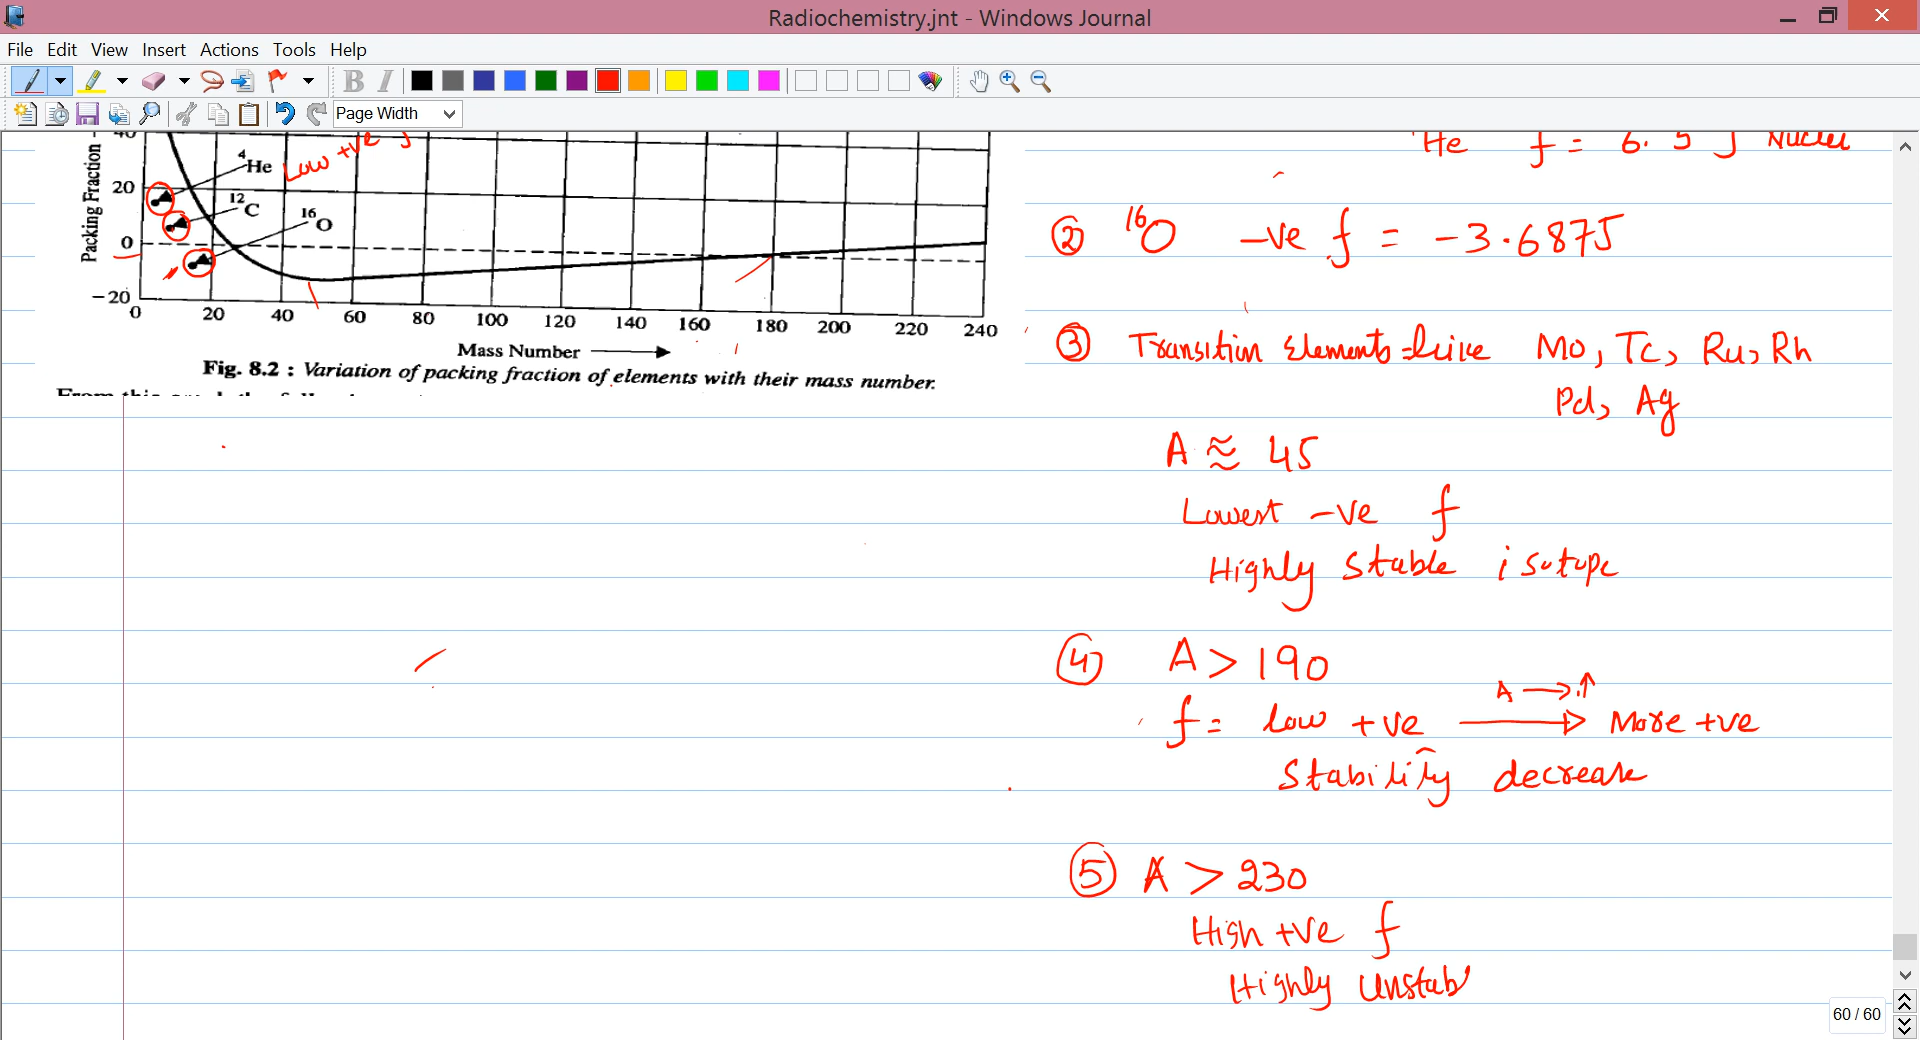 Radiochemistry.jnt - Windows Journal
File Edit View Insert Actions Tools Help
B I
Page Width
Packing Fraction
40
20
0
−20
4He
Low +ve
12C
16O
0 20 40 60 80 100 120 140 160 180 200 220 240
Mass Number
Fig. 8.2 : Variation of packing fraction of elements with their mass number.
He f = 6.5 Nuclei
② 16O -ve f = -3.6875
③ Transition Elements Mo, Tc, Ru, Rh
Pd, Ag
A ≈ 45
Lowest -ve f
Highly Stable isotope
④ A > 190
A → ↑
f = low +ve → More +ve
Stability decrease
⑤ A > 230
High +ve f
Highly Unstab
60 / 60